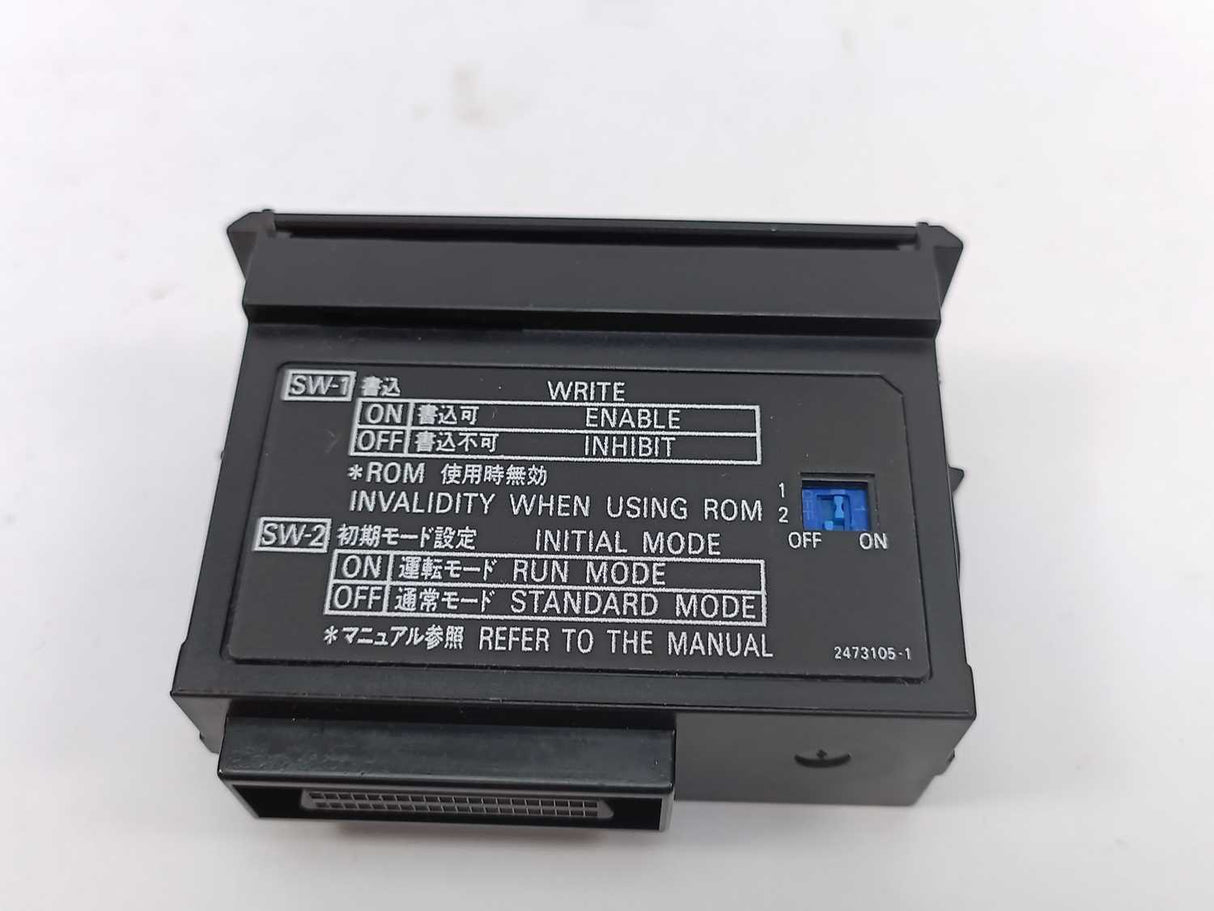 SW-1 書込 WRITE
ON 書込可 ENABLE
OFF 書込不可 INHIBIT
*ROM 使用時無効
INVALIDITY WHEN USING ROM
1
2
OFF ON
SW-2 初期モード設定 INITIAL MODE
ON 運転モード RUN MODE
OFF 通常モード STANDARD MODE
*マニュアル参照 REFER TO THE MANUAL
2473105-1